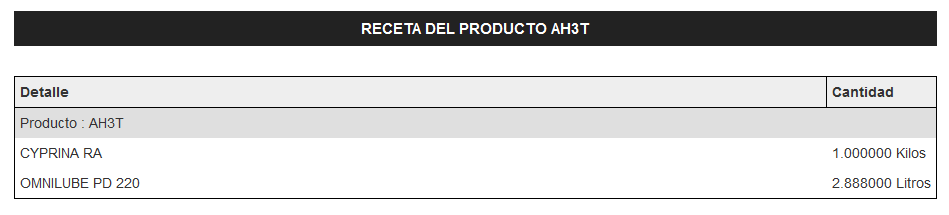 RECETA DEL PRODUCTO AH3T
Detalle Cantidad
Producto : AH3T
CYPRINA RA 1.000000 Kilos
OMNILUBE PD 220 2.888000 Litros